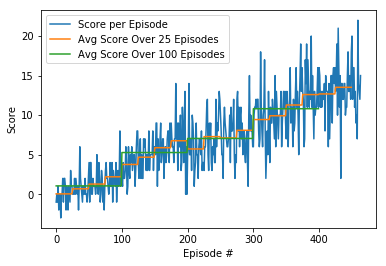 Score per Episode
Avg Score Over 25 Episodes
Avg Score Over 100 Episodes
Score
20
15
10
5
0
0 100 200 300 400
Episode #